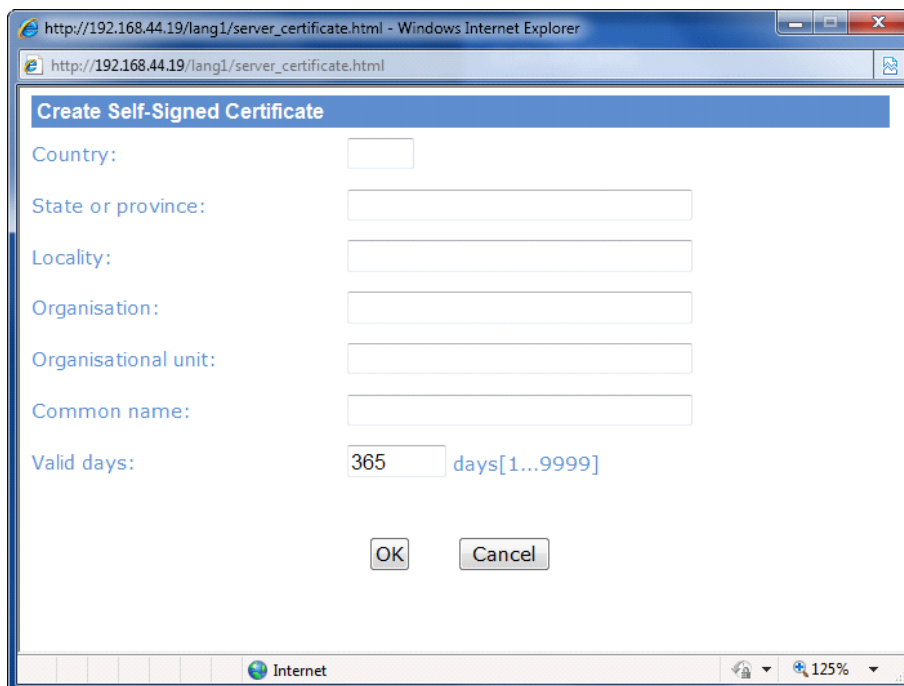 http://192.168.44.19/lang1/server_certificate.html - Windows Internet Explorer
http://192.168.44.19/lang1/server_certificate.html
Create Self-Signed Certificate
Country:
State or province:
Locality:
Organisation:
Organisational unit:
Common name:
Valid days: 365 days[1...9999]
OK Cancel
Internet 125%